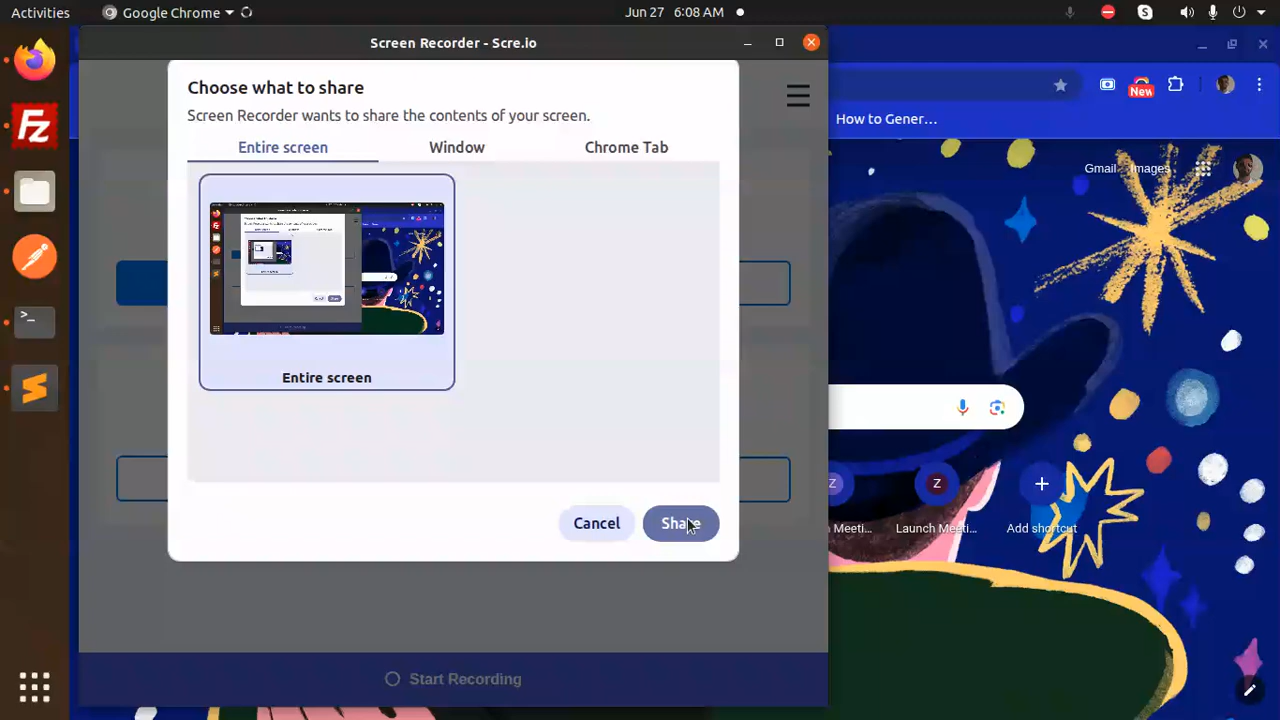 Activities
Google Chrome
Jun 27 6:08 AM
Screen Recorder - Scre.io
Choose what to share
Screen Recorder wants to share the contents of your screen.
Entire screen
Window
Chrome Tab
Entire screen
Cancel
Share
Start Recording
New
How to Gener...
Gmail
Images
Z
Z
Meeti...
Launch Meeti...
Add shortcut
Fz
S
>_